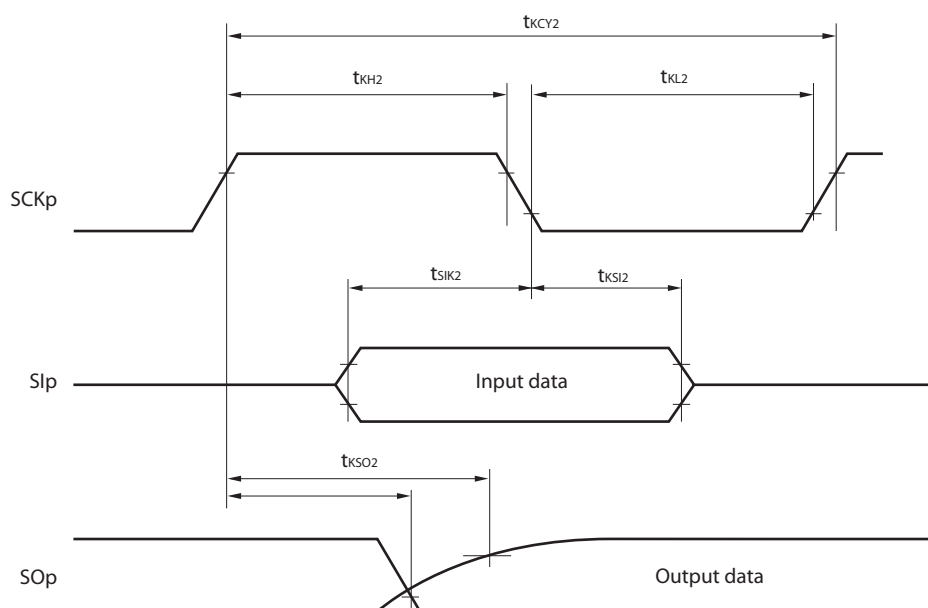 tKCY2
tKH2
tKL2
SCKp
tSIK2
tKSI2
SIp
Input data
tKSO2
SOp
Output data